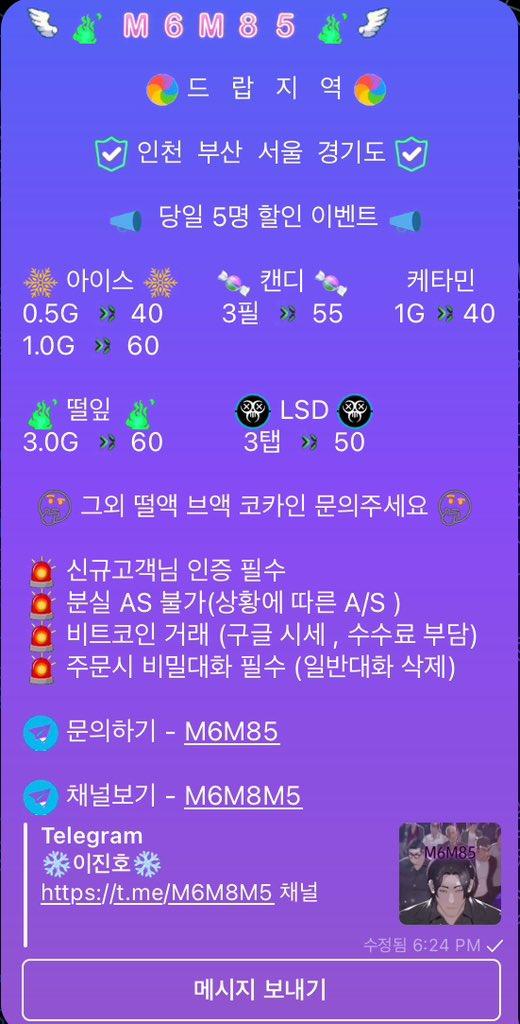 M6M85
드 랍 지 역
인천 부산 서울 경기도
당일 5명 할인 이벤트
아이스 캔디 케타민
0.5G 40 3필 55 1G 40
1.0G 60
떨잎 LSD
3.0G 60 3탭 50
그외 떨액 브액 코카인 문의주세요
신규고객님 인증 필수
분실 AS 불가(상황에 따른 A/S )
비트코인 거래 (구글 시세 , 수수료 부담)
주문시 비밀대화 필수 (일반대화 삭제)
문의하기 - M6M85
채널보기 - M6M8M5
Telegram
이진호
https://t.me/M6M8M5 채널
M6M85
수정됨 6:24 PM
메시지 보내기